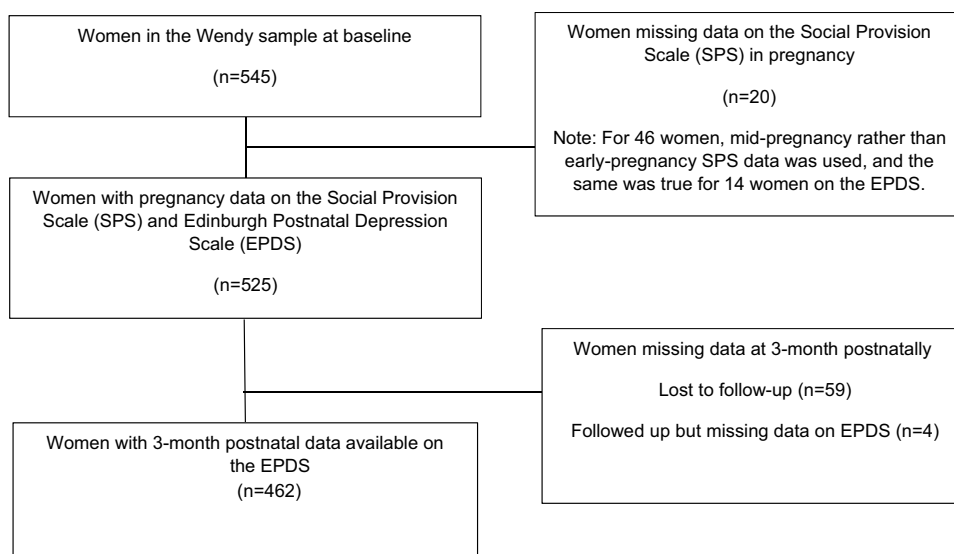 Women in the Wendy sample at baseline
(n=545)
Women missing data on the Social Provision
Scale (SPS) in pregnancy
(n=20)
Note: For 46 women, mid-pregnancy rather than
early-pregnancy SPS data was used, and the
same was true for 14 women on the EPDS.
Women with pregnancy data on the Social Provision
Scale (SPS) and Edinburgh Postnatal Depression
Scale (EPDS)
(n=525)
Women missing data at 3-month postnatally
Lost to follow-up (n=59)
Followed up but missing data on EPDS (n=4)
Women with 3-month postnatal data available on
the EPDS
(n=462)